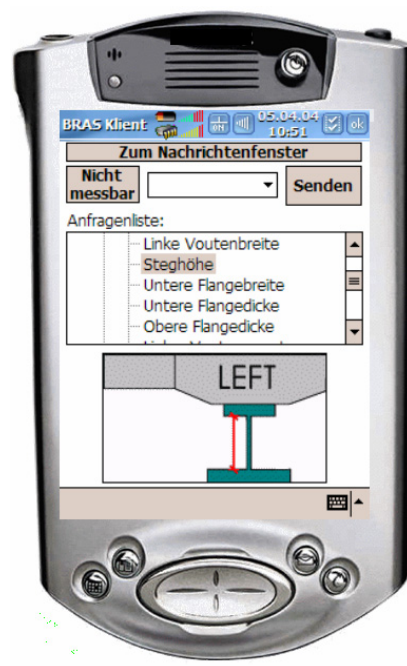 BRAS Klient
05.04.04
10:51
ok
Zum Nachrichtenfenster
Nicht
messbar
Senden
Anfragenliste:
Linke Voutenbreite
Steghöhe
Untere Flangebreite
Untere Flangedicke
Obere Flangedicke
LEFT